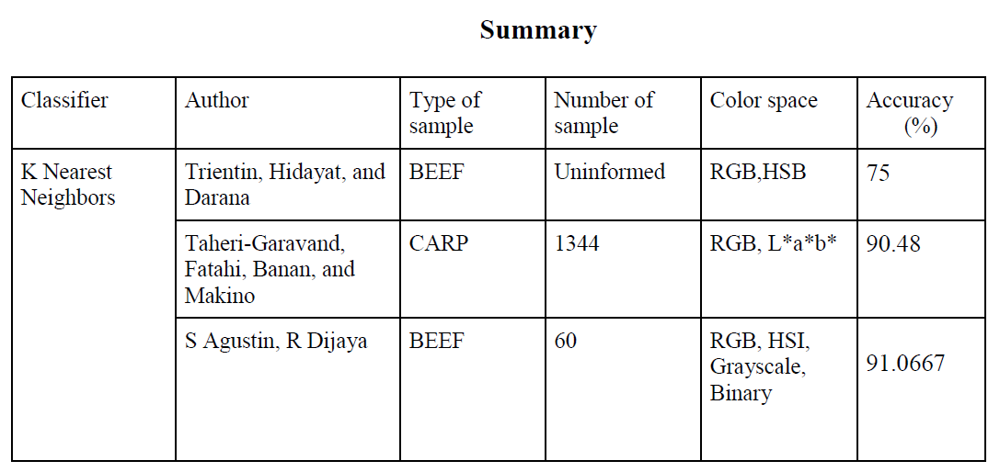 Summary
Classifier
Author
Type of
sample
Number of
sample
Color space
Accuracy
(%)
K Nearest
Neighbors
Trientin, Hidayat, and
Darana
BEEF
Uninformed
RGB,HSB
75
Taheri-Garavand,
Fatahi, Banan, and
Makino
CARP
1344
RGB, L*a*b*
90.48
S Agustin, R Dijaya
BEEF
60
RGB, HSI,
Grayscale,
Binary
91.0667